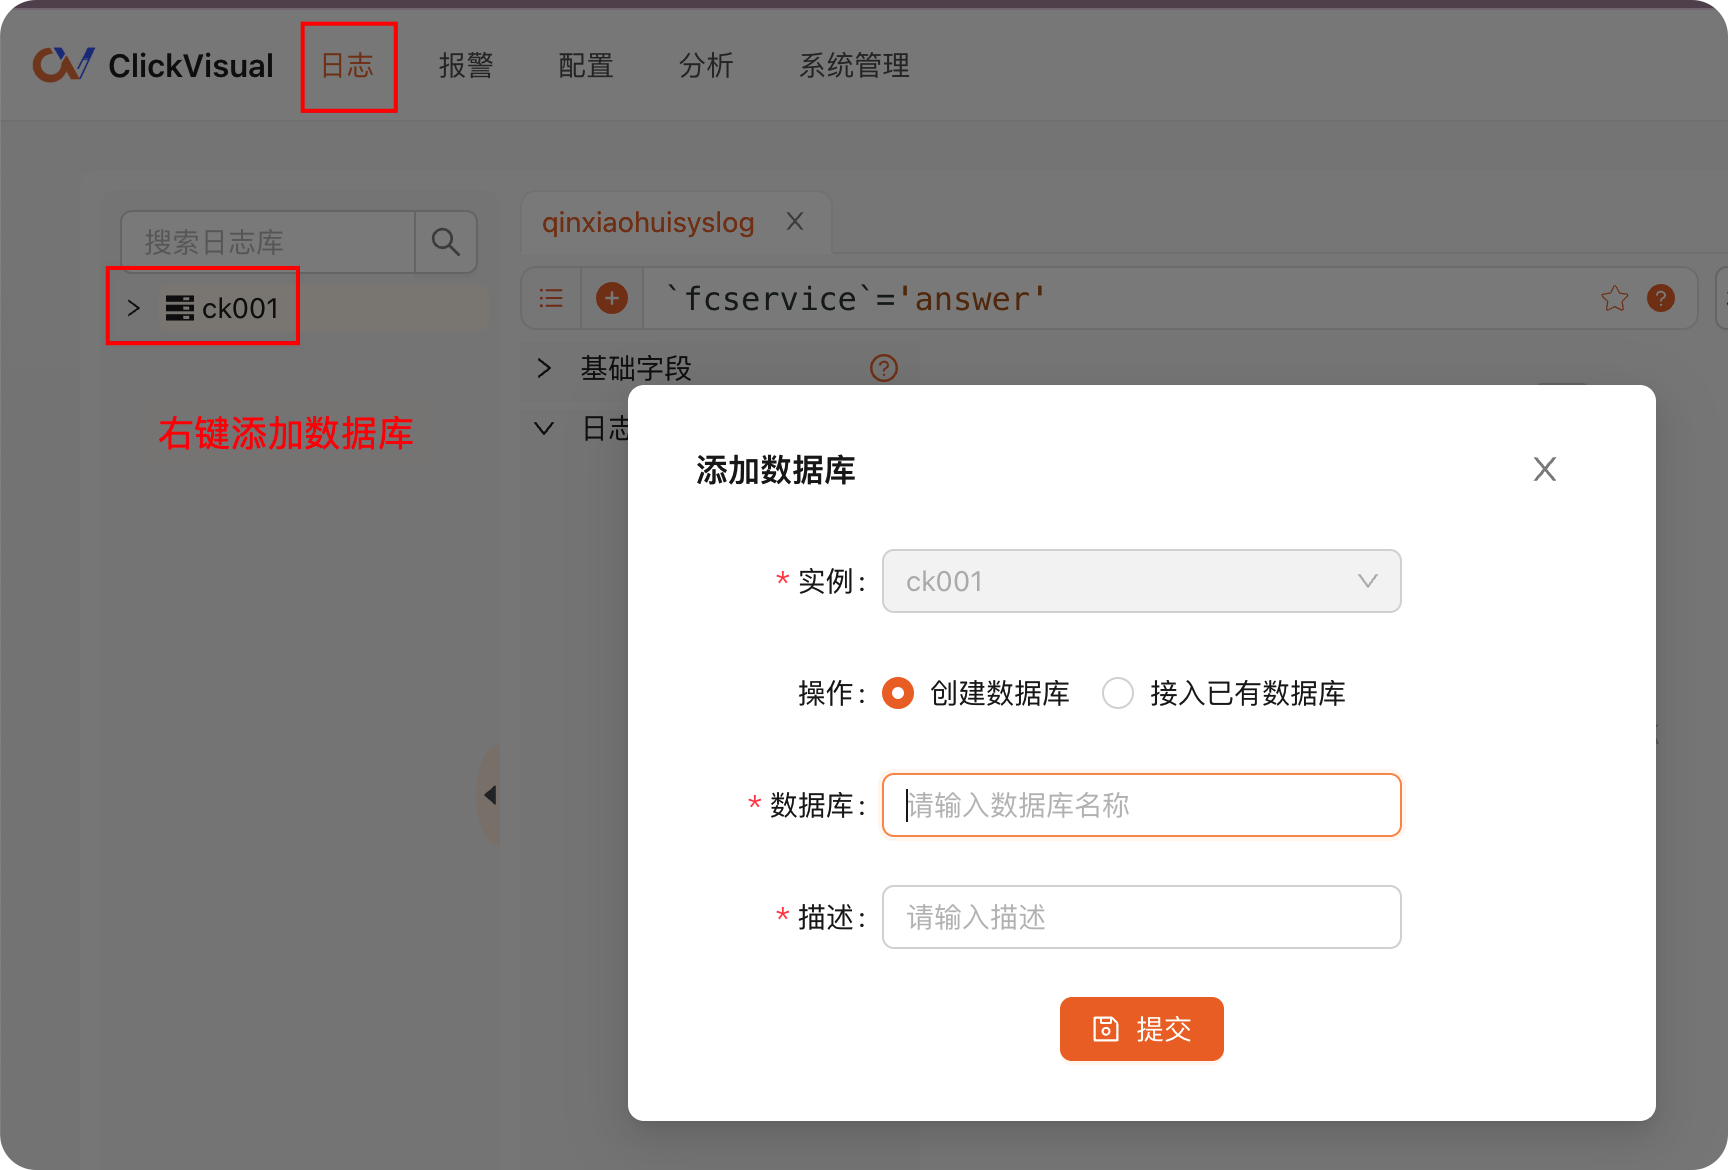 ClickVisual 日志 报警 配置 分析 系统管理
搜索日志库
ck001
右键添加数据库
qinxiaohuisyslog
`fcservice`='answer'
基础字段
日志
添加数据库
* 实例: ck001
操作: 创建数据库 接入已有数据库
* 数据库: 请输入数据库名称
* 描述: 请输入描述
提交